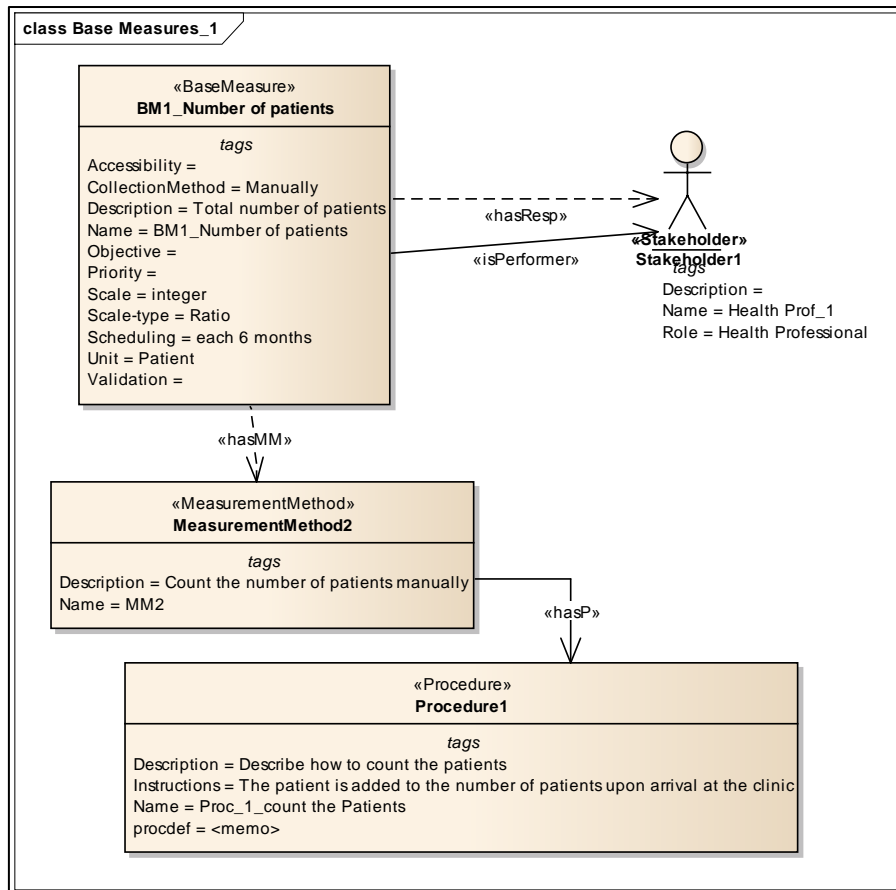 class Base Measures_1
«BaseMeasure»
BM1_Number of patients
tags
Accessibility =
CollectionMethod = Manually
Description = Total number of patients
Name = BM1_Number of patients
Objective =
Priority =
Scale = integer
Scale-type = Ratio
Scheduling = each 6 months
Unit = Patient
Validation =
«hasResp»
«isPerformer»
«Stakeholder»
Stakeholder1
tags
Description =
Name = Health Prof_1
Role = Health Professional
«hasMM»
«MeasurementMethod»
MeasurementMethod2
tags
Description = Count the number of patients manually
Name = MM2
«hasP»
«Procedure»
Procedure1
tags
Description = Describe how to count the patients
Instructions = The patient is added to the number of patients upon arrival at the clinic
Name = Proc_1_count the Patients
procdef = <memo>